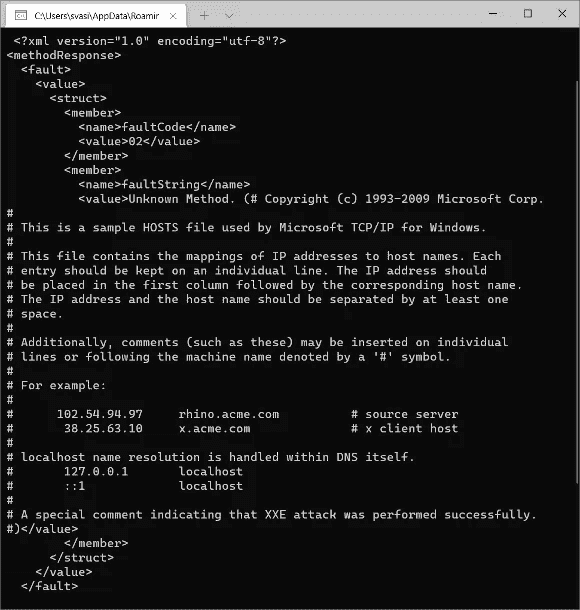 C:\Users\svasi\AppData\Roamin
<?xml version="1.0" encoding="utf-8"?>
<methodResponse>
  <fault>
    <value>
      <struct>
        <member>
          <name>faultCode</name>
          <value>02</value>
        </member>
        <member>
          <name>faultString</name>
          <value>Unknown Method. (# Copyright (c) 1993-2009 Microsoft Corp.
#
# This is a sample HOSTS file used by Microsoft TCP/IP for Windows.
#
# This file contains the mappings of IP addresses to host names. Each
# entry should be kept on an individual line. The IP address should
# be placed in the first column followed by the corresponding host name.
# The IP address and the host name should be separated by at least one
# space.
#
# Additionally, comments (such as these) may be inserted on individual
# lines or following the machine name denoted by a '#' symbol.
#
# For example:
#
#      102.54.94.97     rhino.acme.com          # source server
#       38.25.63.10     x.acme.com              # x client host
#
# localhost name resolution is handled within DNS itself.
#       127.0.0.1       localhost
#       ::1             localhost
#
# A special comment indicating that XXE attack was performed successfully.
#)</value>
        </member>
      </struct>
    </value>
  </fault>